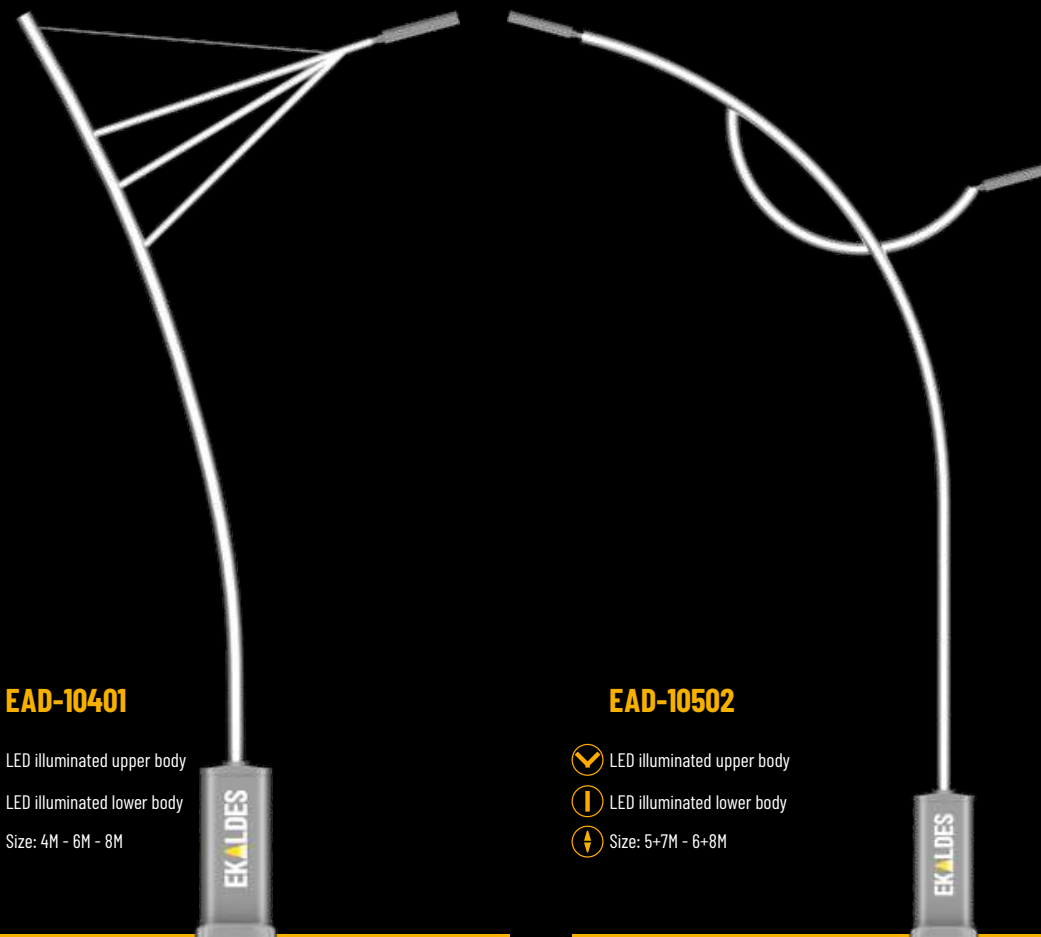 EAD-10401
LED illuminated upper body
LED illuminated lower body
Size: 4M - 6M - 8M
EKALDES
EAD-10502
LED illuminated upper body
LED illuminated lower body
Size: 5+7M - 6+8M
EKALDES